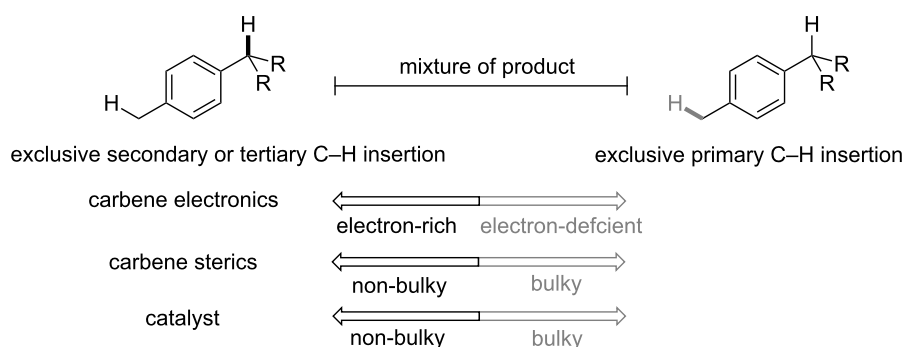 H
R
R
H
mixture of product
H
R
R
H
exclusive secondary or tertiary C–H insertion
exclusive primary C–H insertion
carbene electronics
electron-rich
electron-defcient
carbene sterics
non-bulky
bulky
catalyst
non-bulky
bulky